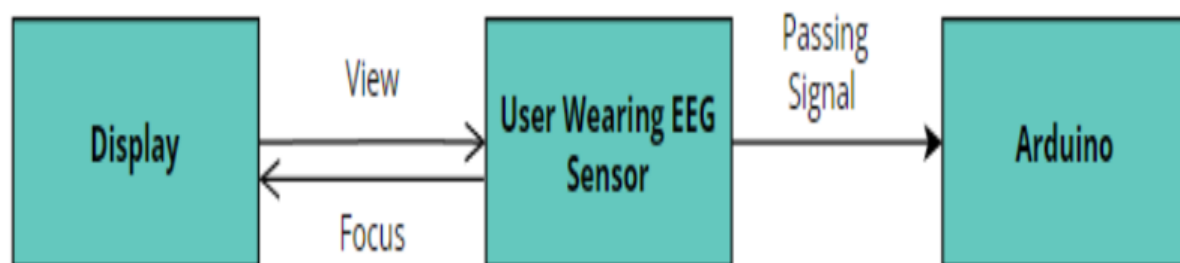 Display
View
Focus
User Wearing EEG
Sensor
Passing
Signal
Arduino